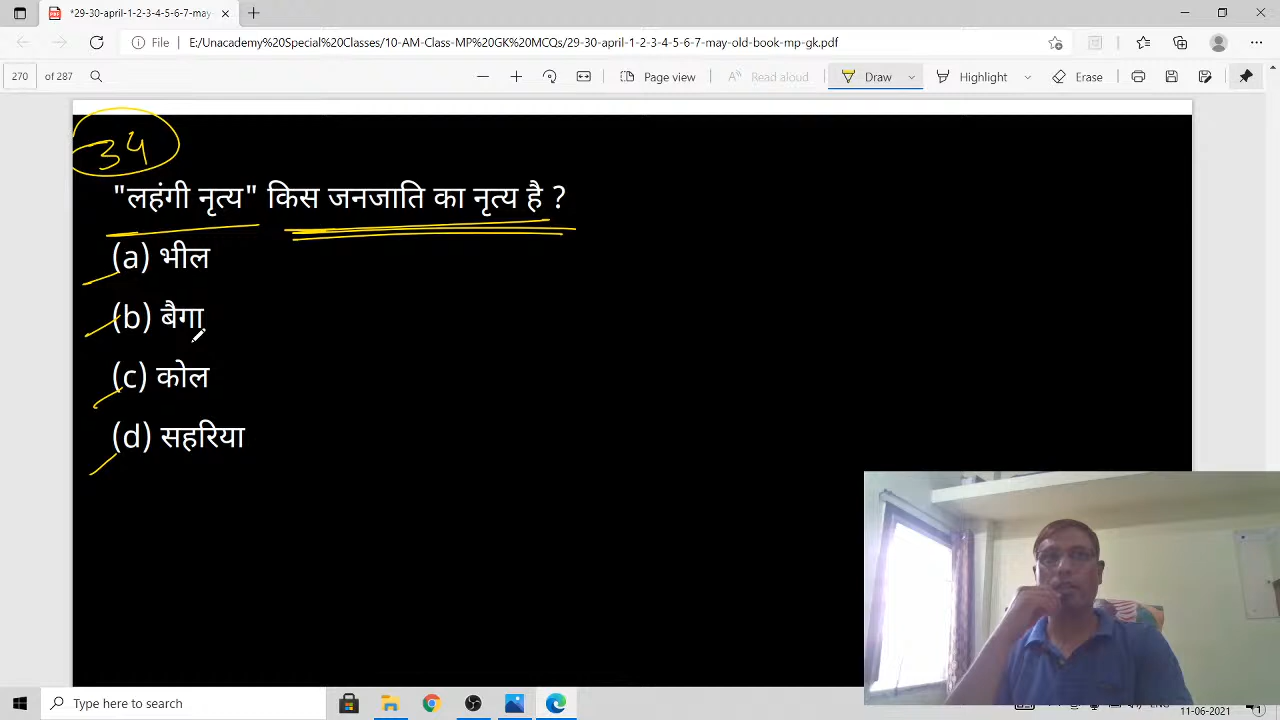 *29-30-april-1-2-3-4-5-6-7-may-
File E:/Unacademy%20Special%20Classes/10-AM-Class-MP%20GK%20MCQs/29-30-april-1-2-3-4-5-6-7-may-old-book-mp-gk.pdf
270 of 287 Page view Read aloud Draw Highlight Erase
34
"लहंगी नृत्य" किस जनजाति का नृत्य है ?
(a) भील
(b) बैगा
(c) कोल
(d) सहरिया
Type here to search
11-06-2021